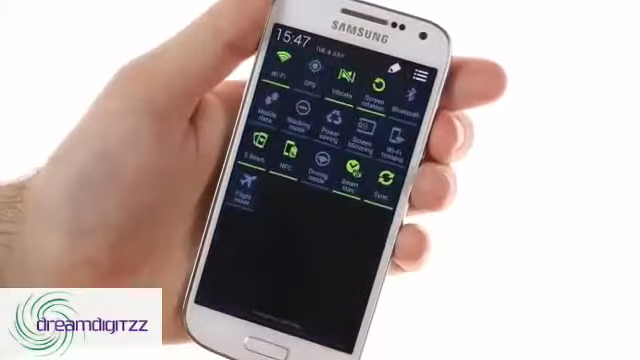 SAMSUNG
15:47
Wi-Fi
GPS
Vibrate
Screen rotation
Bluetooth
Mobile data
Blocking mode
Power saving
Screen Mirroring
Wi-Fi hotspot
S Beam
NFC
Driving mode
Smart stay
Sync
Flight mode
dreamdigitzz